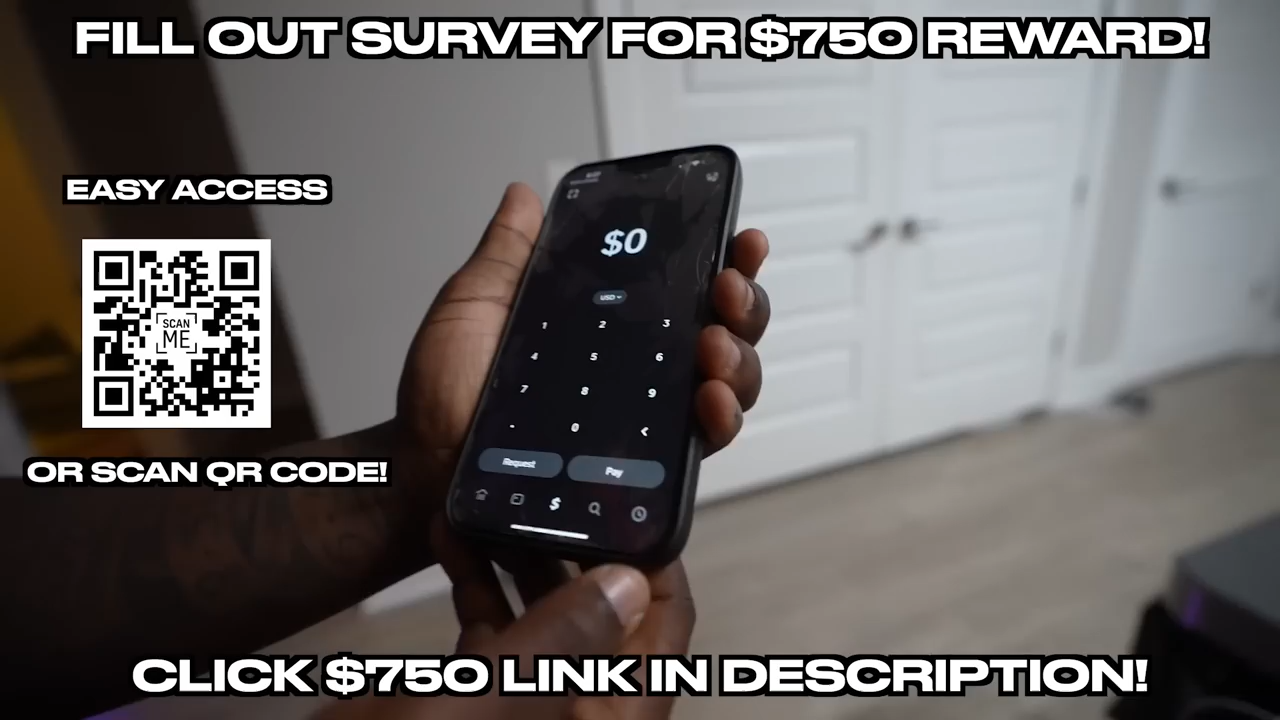 FILL OUT SURVEY FOR $750 REWARD!
EASY ACCESS
SCAN
ME
OR SCAN QR CODE!
$0
USD
1 2 3
4 5 6
7 8 9
. 0 <
Request Pay
$
CLICK $750 LINK IN DESCRIPTION!